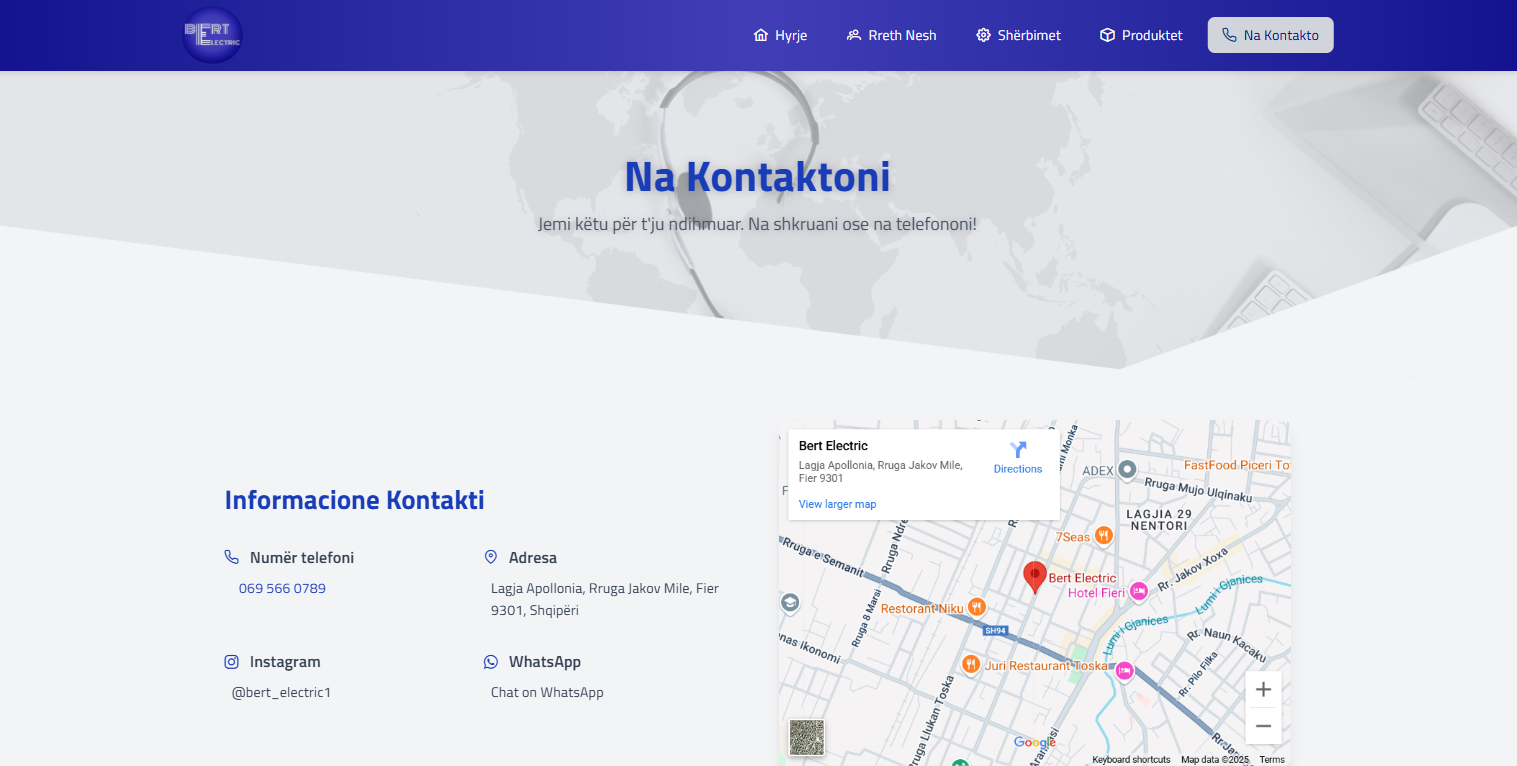 BERT
ELECTRIC
Hyrje
Rreth Nesh
Shërbimet
Produktet
Na Kontakto
Na Kontaktoni
Jemi këtu për t'ju ndihmuar. Na shkruani ose na telefononi!
Informacione Kontakti
Numër telefoni
069 566 0789
Adresa
Lagja Apollonia, Rruga Jakov Mile, Fier
9301, Shqipëri
Instagram
@bert_electric1
WhatsApp
Chat on WhatsApp
Bert Electric
Lagja Apollonia, Rruga Jakov Mile,
Fier 9301
Directions
View larger map
ADEX
FastFood Piceri
Rruga Mujo Ulqinaku
LAGJIA 29
NENTORI
7Seas
Rruga e Semanit
Bert Electric
Hotel Fieri
Rr. Jakov Xoxa
Lumi i Gjanices
Restorant Niku
Rruga 8 Marsi
SH94
Lumi i Gjanices
Rr. Naun Kacaku
Juri Restaurant Toska
Rr. Pilo Filka
Rruga Llukan Toska
Google
Keyboard shortcuts
Map data ©2025
Terms